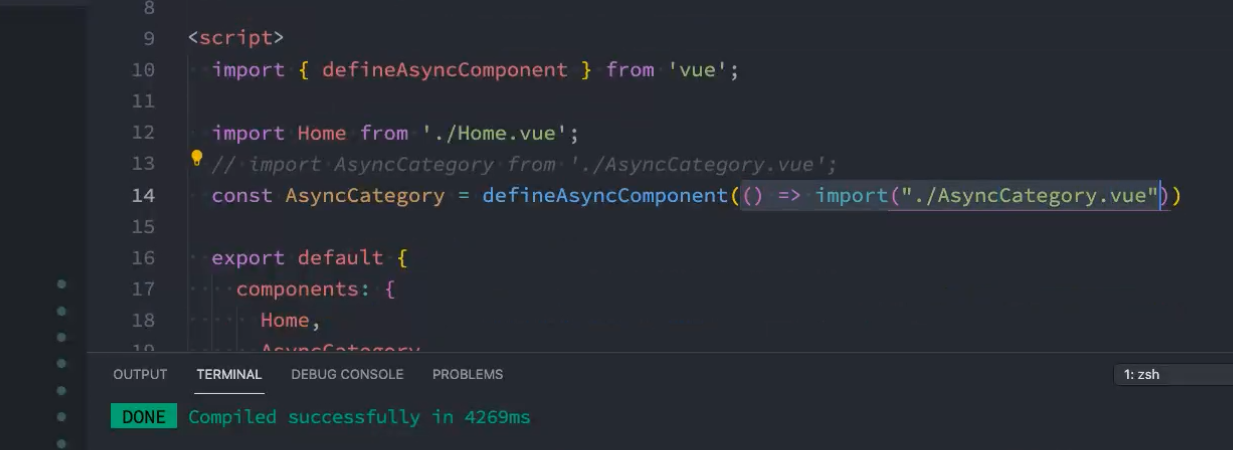 8
9 <script>
10 import { defineAsyncComponent } from 'vue';
11
12 import Home from './Home.vue';
13 // import AsyncCategory from './AsyncCategory.vue';
14 const AsyncCategory = defineAsyncComponent(() => import("./AsyncCategory.vue"))
15
16 export default {
17 components: {
18 Home,
19 AsyncCategory
OUTPUT TERMINAL DEBUG CONSOLE PROBLEMS 1: zsh
DONE Compiled successfully in 4269ms